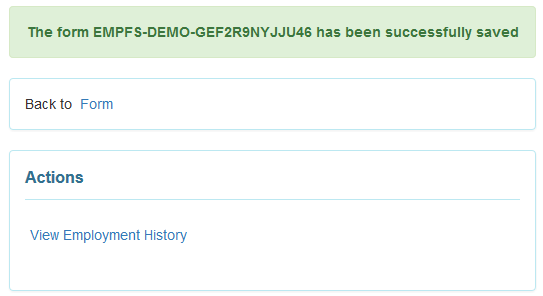 The form EMPFS-DEMO-GEF2R9NYJJU46 has been successfully saved
Back to Form
Actions
View Employment History